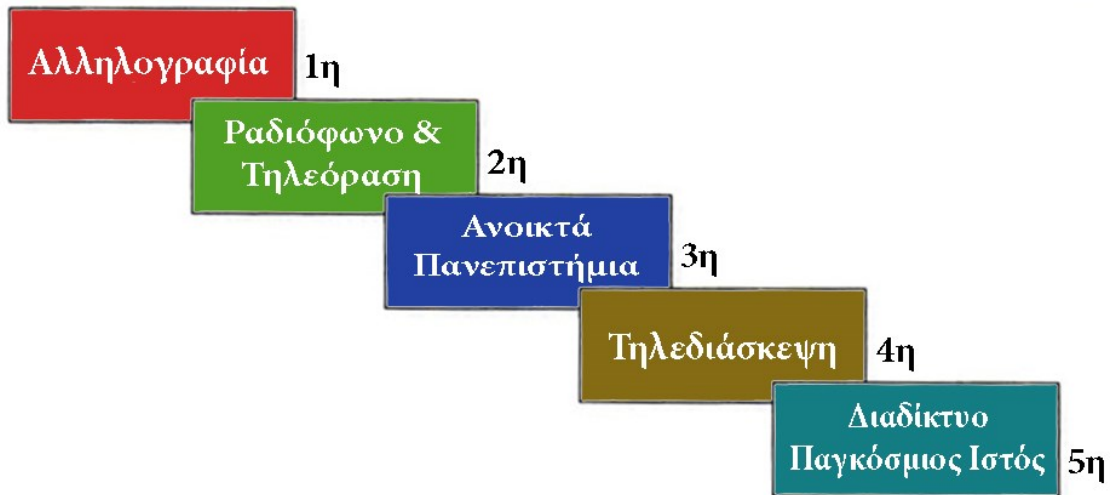 Αλληλογραφία
1η
Ραδιόφωνο &
Τηλεόραση
2η
Ανοικτά
Πανεπιστήμια
3η
Τηλεδιάσκεψη
4η
Διαδίκτυο
Παγκόσμιος Ιστός
5η